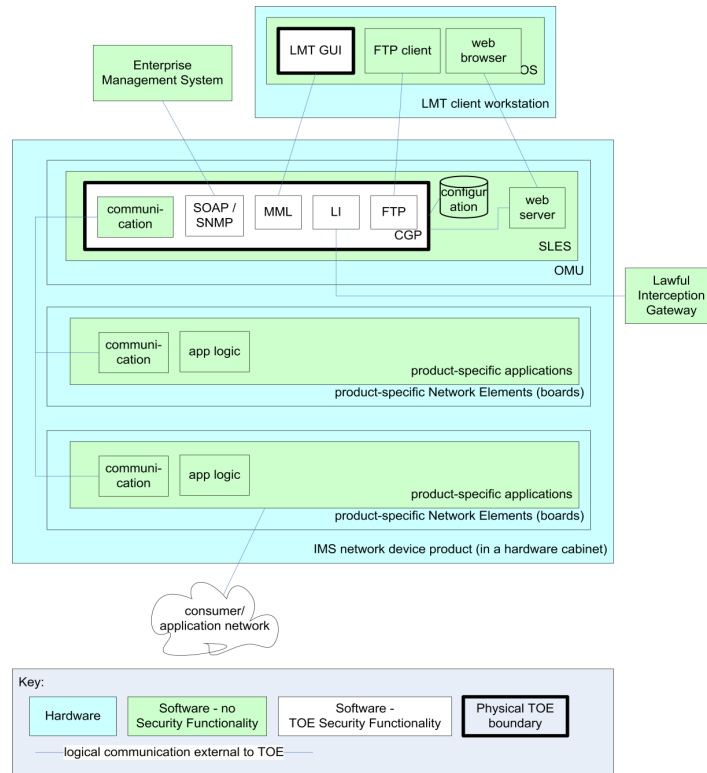 LMT GUI
FTP client
web
browser
OS
LMT client workstation
Enterprise
Management System
communi-
cation
SOAP /
SNMP
MML
LI
FTP
CGP
configur
ation
web
server
SLES
OMU
Lawful
Interception
Gateway
communi-
cation
app logic
product-specific applications
product-specific Network Elements (boards)
communi-
cation
app logic
product-specific applications
product-specific Network Elements (boards)
IMS network device product (in a hardware cabinet)
consumer/
application network
Key:
Hardware
Software - no
Security Functionality
Software -
TOE Security Functionality
Physical TOE
boundary
logical communication external to TOE